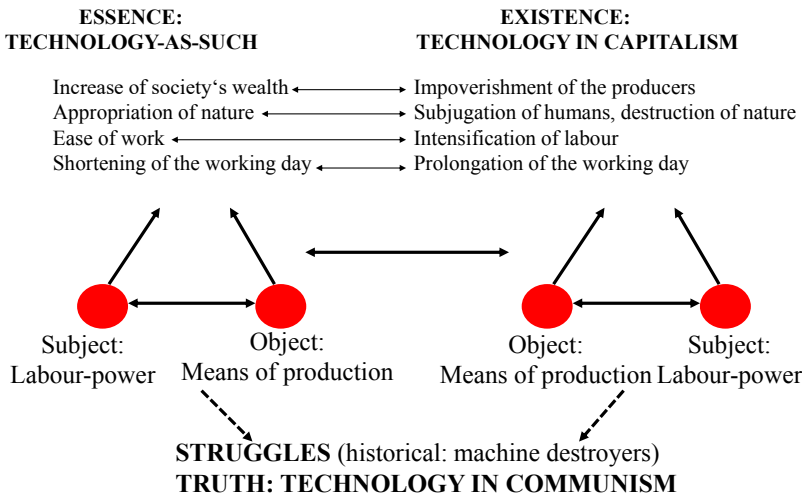 ESSENCE:
TECHNOLOGY-AS-SUCH
EXISTENCE:
TECHNOLOGY IN CAPITALISM
Increase of society‘s wealth
Appropriation of nature
Ease of work
Shortening of the working day
Impoverishment of the producers
Subjugation of humans, destruction of nature
Intensification of labour
Prolongation of the working day
Subject:
Labour-power
Object:
Means of production
Object:
Means of production
Subject:
Labour-power
STRUGGLES (historical: machine destroyers)
TRUTH: TECHNOLOGY IN COMMUNISM